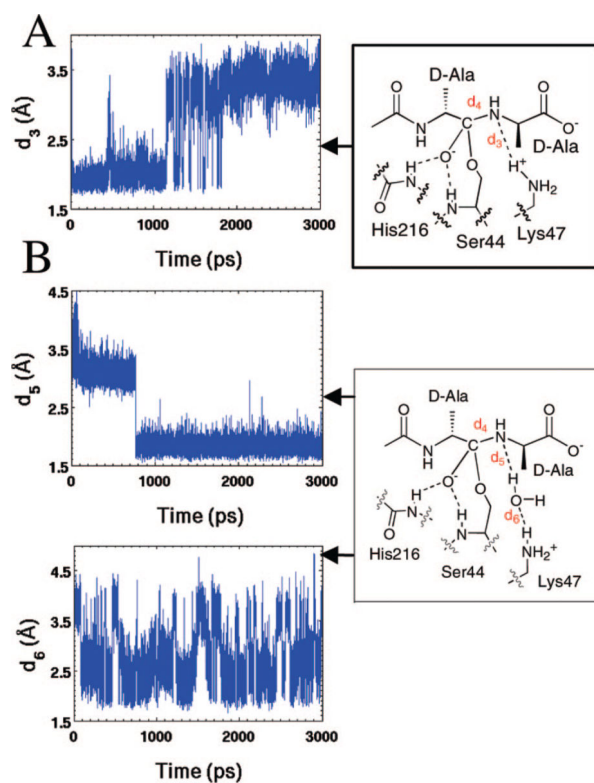 A
3.5
2.5
1.5
d3 (Å)
0
1000
2000
3000
Time (ps)
D-Ala
O
N
H
C
d4
H
N
O
O-
d3
D-Ala
O-
O
H
N
O
H+
NH2
H
N
His216
Ser44
Lys47
B
4.5
3.5
2.5
1.5
d5 (Å)
0
1000
2000
3000
Time (ps)
D-Ala
O
N
H
C
d4
H
N
O
O-
d5
D-Ala
O-
O
H
O-H
d6
H
N
O
H
N
H
NH2+
His216
Ser44
Lys47
4.5
3.5
2.5
1.5
d6 (Å)
0
1000
2000
3000
Time (ps)